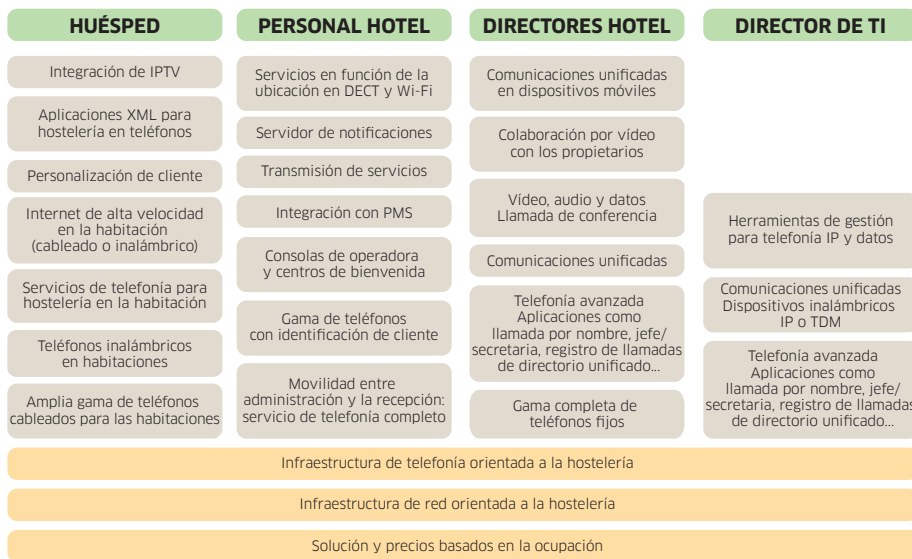 HUÉSPED
Integración de IPTV
Aplicaciones XML para
hostelería en teléfonos
Personalización de cliente
Internet de alta velocidad
en la habitación
(cableado o inalámbrico)
Servicios de telefonía para
hostelería en la habitación
Teléfonos inalámbricos
en habitaciones
Amplia gama de teléfonos
cableados para las habitaciones
PERSONAL HOTEL
Servicios en función de la
ubicación en DECT y Wi-Fi
Servidor de notificaciones
Transmisión de servicios
Integración con PMS
Consolas de operadora
y centros de bienvenida
Gama de teléfonos
con identificación de cliente
Movilidad entre
administración y la recepción:
servicio de telefonía completo
DIRECTORES HOTEL
Comunicaciones unificadas
en dispositivos móviles
Colaboración por vídeo
con los propietarios
Vídeo, audio y datos
Llamada de conferencia
Comunicaciones unificadas
Telefonía avanzada
Aplicaciones como
llamada por nombre, jefe/
secretaria, registro de llamadas
de directorio unificado...
Gama completa de
teléfonos fijos
DIRECTOR DE TI
Herramientas de gestión
para telefonía IP y datos
Comunicaciones unificadas
Dispositivos inalámbricos
IP o TDM
Telefonía avanzada
Aplicaciones como
llamada por nombre, jefe/
secretaria, registro de llamadas
de directorio unificado...
Infraestructura de telefonía orientada a la hostelería
Infraestructura de red orientada a la hostelería
Solución y precios basados en la ocupación